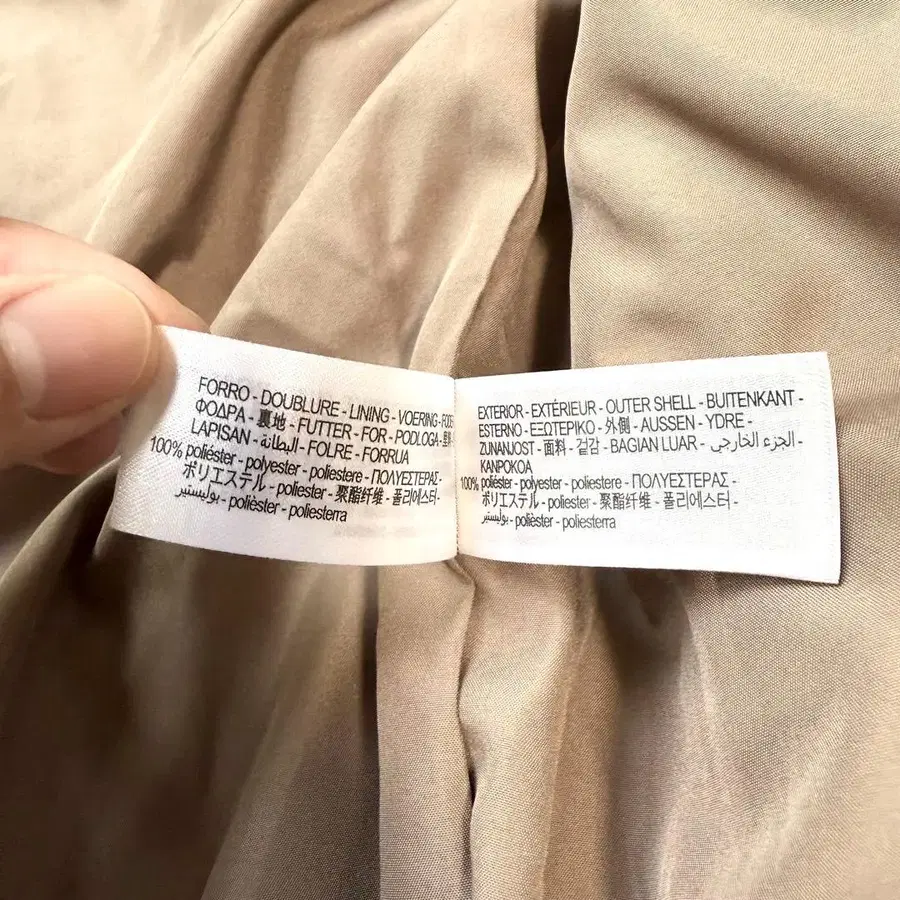 FORRO - DOUBLURE - LINING - VOERING -
ΦΟΔΡΑ - 裏地 - FUTTER - FOR - PODLOGA -
LAPISAN - البطانة - FOLRE - FORRUA
100% poliéster - polyester - poliestere - ΠΟΛΥΕΣΤΕΡΑΣ -
ポリエステル - poliester - 聚酯纤维 - 폴리에스터 -
بوليستير - polièster - poliesterra
EXTERIOR - EXTÉRIEUR - OUTER SHELL - BUITENKANT -
ESTERNO - ΕΞΩΤΕΡΙΚΟ - 外側 - AUSSEN - YDRE -
ZUNANJOST - 面料 - 겉감 - BAGIAN LUAR - الجزء الخارجي -
KANPOKOA
100% poliéster - polyester - poliestere - ΠΟΛΥΕΣΤΕΡΑΣ -
ポリエステル - poliester - 聚酯纤维 - 폴리에스터 -
بوليستير - polièster - poliesterra